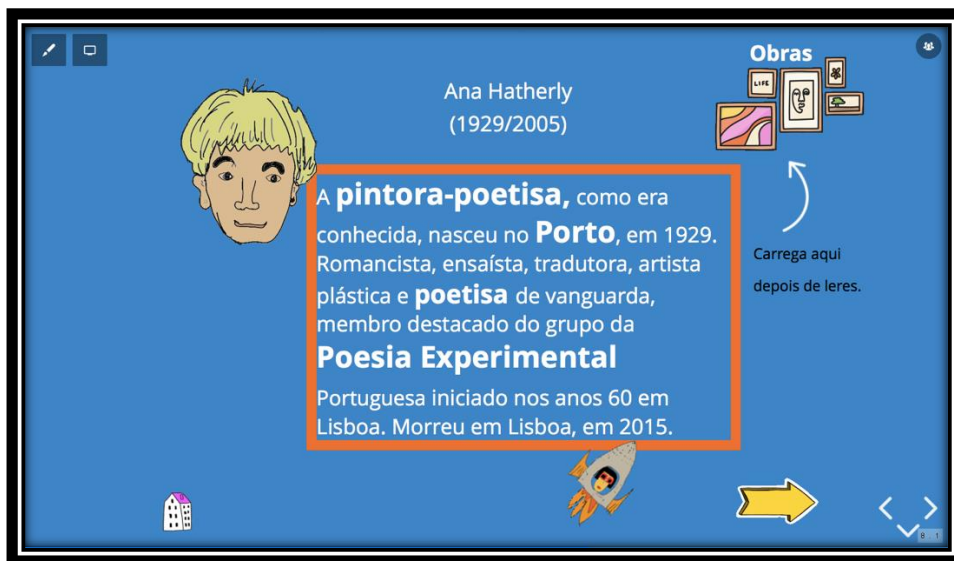 Obras
LIFE
Ana Hatherly
(1929/2005)
A pintora-poetisa, como era
conhecida, nasceu no Porto, em 1929.
Romancista, ensaísta, tradutora, artista
plástica e poetisa de vanguarda,
membro destacado do grupo da
Poesia Experimental
Portuguesa iniciado nos anos 60 em
Lisboa. Morreu em Lisboa, em 2015.
Carrega aqui
depois de leres.
8 1